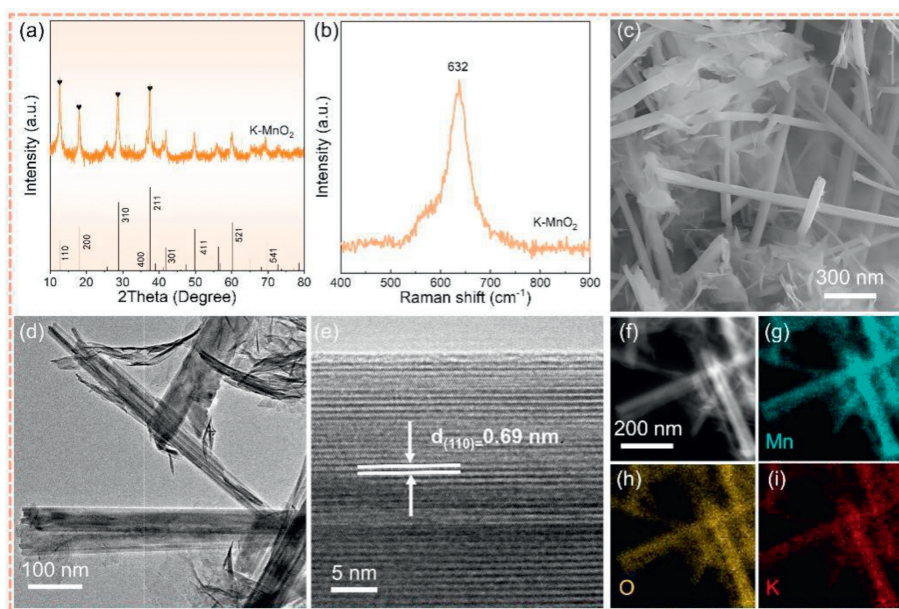 (a)
Intensity (a.u.)
♥ ♥ ♥ ♥
K-MnO₂
110 200 310 400 211 301 411 521 541
10 20 30 40 50 60 70 80
2Theta (Degree)
(b)
Intensity (a.u.)
632
K-MnO₂
400 500 600 700 800 900
Raman shift (cm⁻¹)
(c)
300 nm
(d)
100 nm
(e)
d(110)=0.69 nm
5 nm
(f)
200 nm
(g)
Mn
(h)
O
(i)
K